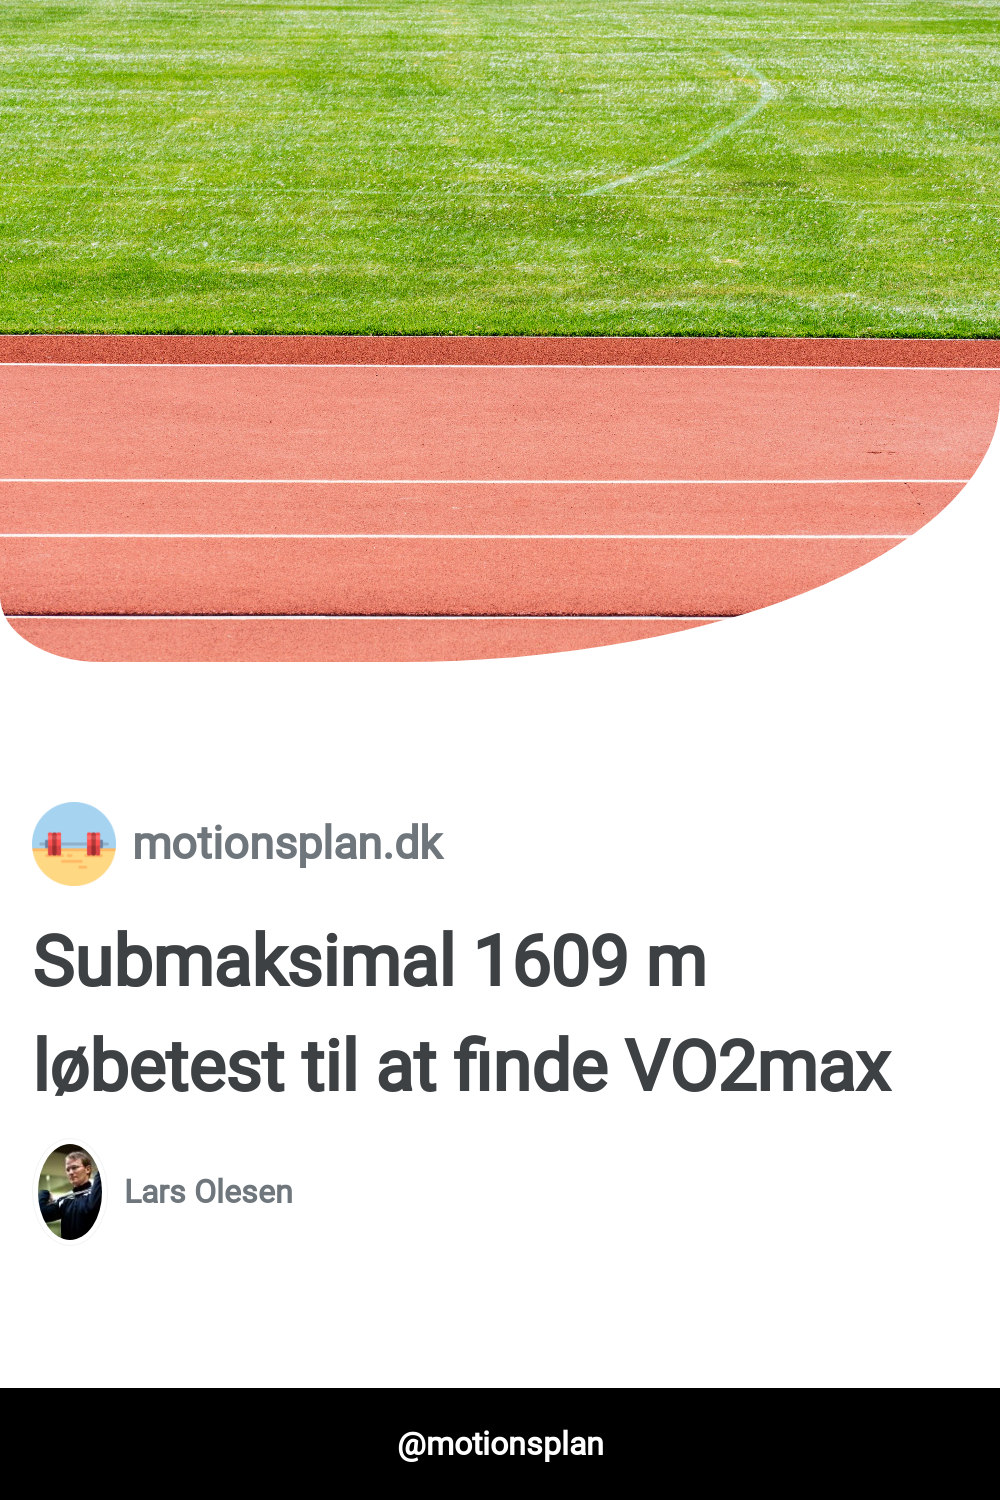 motionsplan.dk
Submaksimal 1609 m
løbetest til at finde VO2max
Lars Olesen
@motionsplan